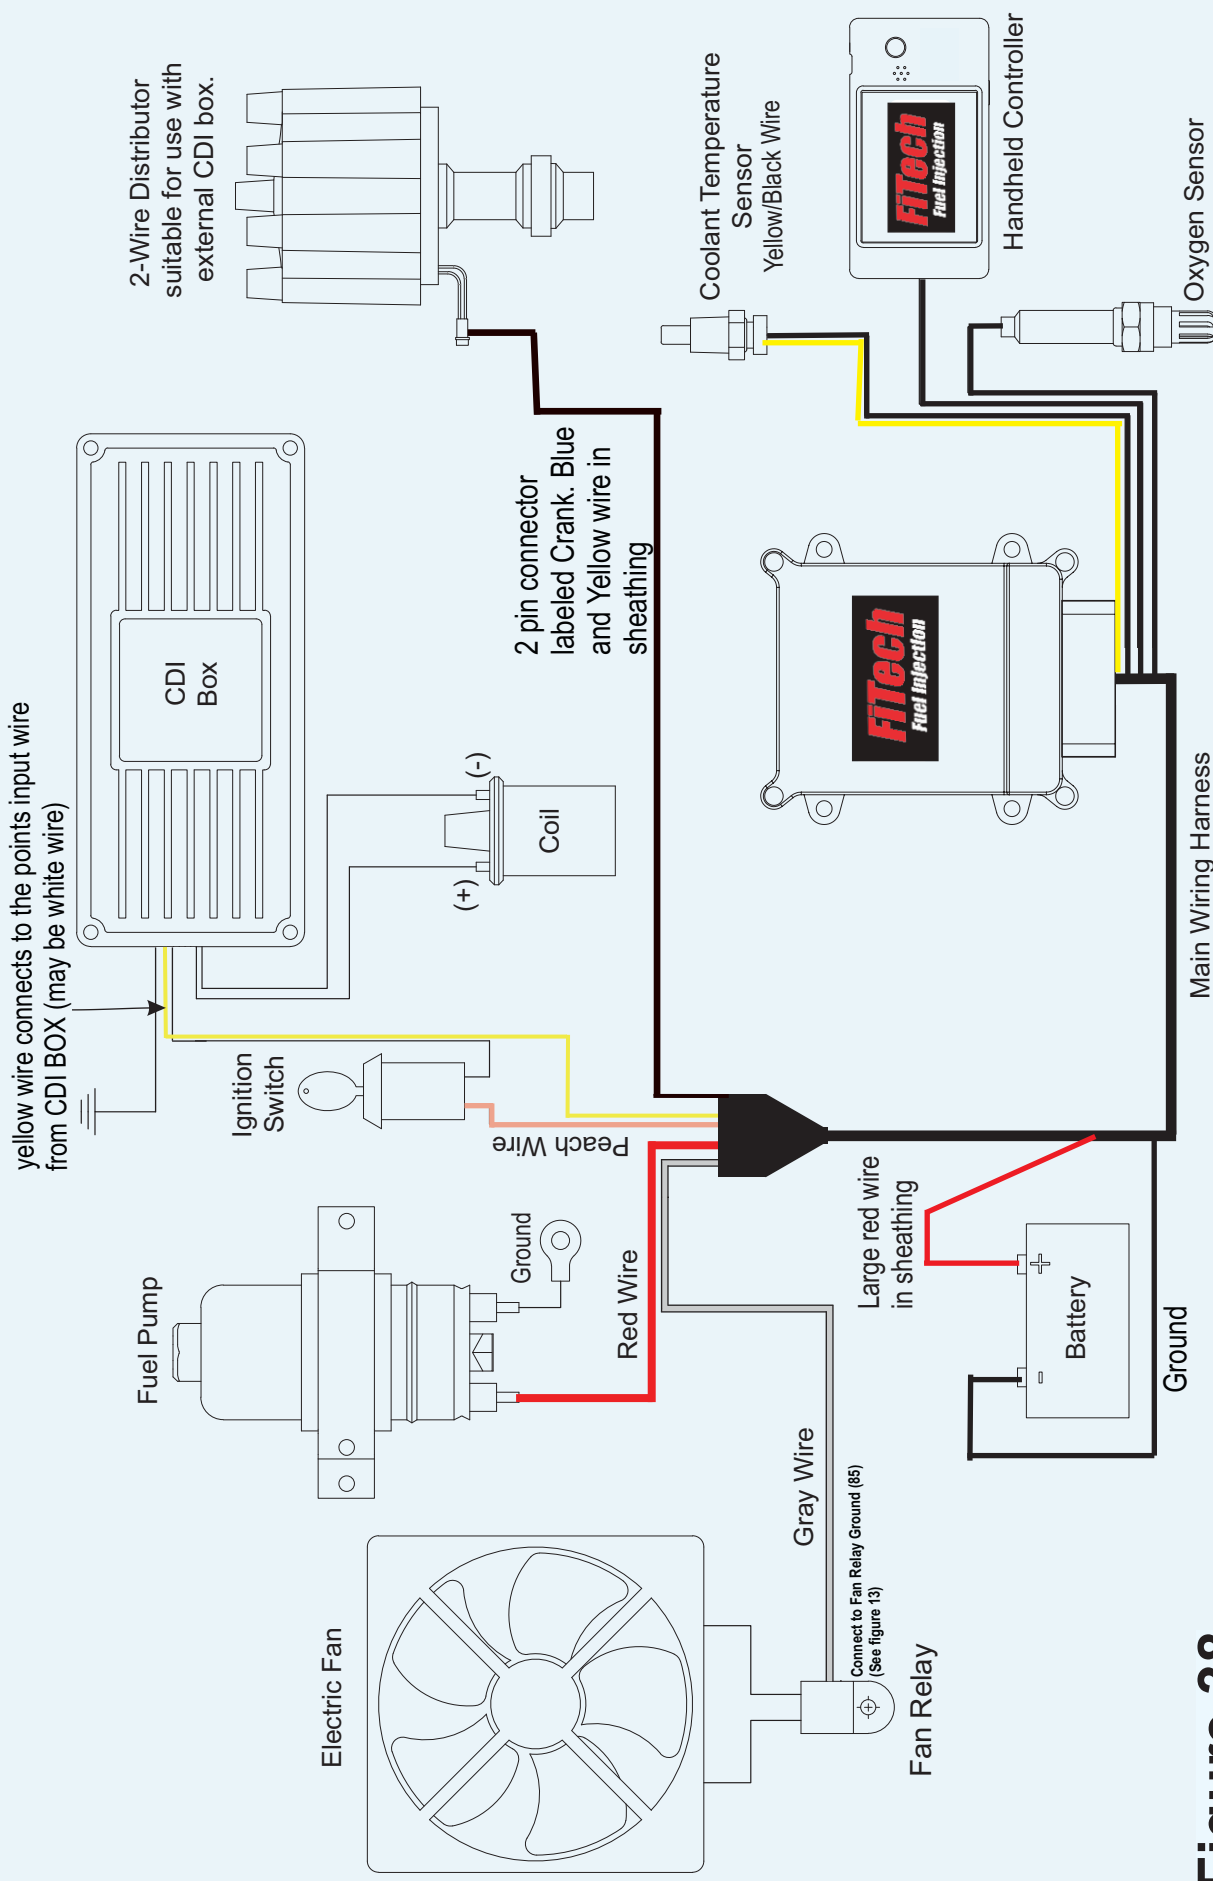 yellow wire connects to the points input wire
from CDI BOX (may be white wire)
2-Wire Distributor
suitable for use with
external CDI box.
CDI
Box
Fuel Pump
Ignition
Switch
(+)
(-)
Coil
Electric Fan
Ground
Peach Wire
Red Wire
2 pin connector
labeled Crank. Blue
and Yellow wire in
sheathing
Coolant Temperature
Sensor
Yellow/Black Wire
Gray Wire
Connect to Fan Relay Ground (85)
(See figure 13)
Fan Relay
Large red wire
in sheathing
-
+
Battery
Ground
FiTech
Fuel Injection
FiTech
Fuel Injection
Handheld Controller
Oxygen Sensor
Main Wiring Harness
Figure 28